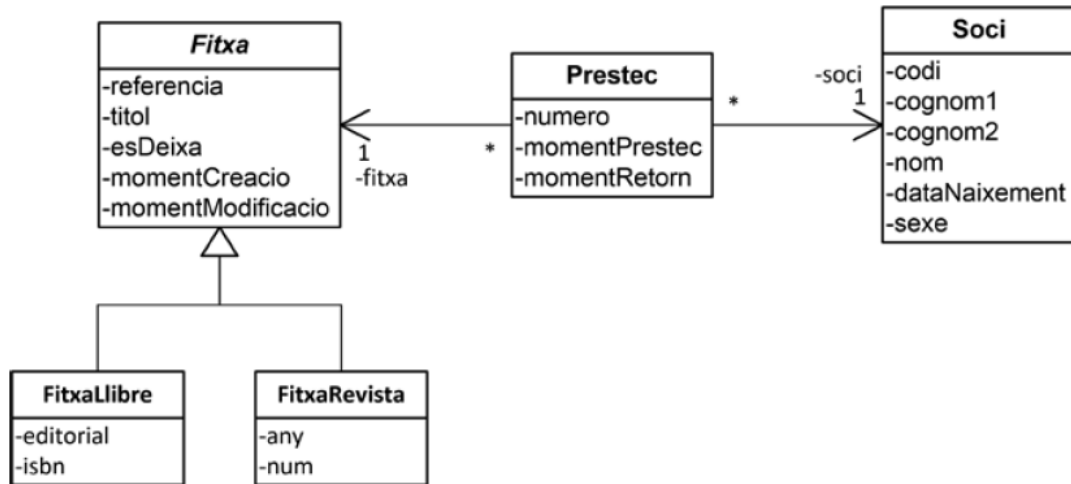 Fitxa
-referencia
-titol
-esDeixa
-momentCreacio
-momentModificacio
1
-fitxa
*
Prestec
-numero
-momentPrestec
-momentRetorn
*
-soci
1
Soci
-codi
-cognom1
-cognom2
-nom
-dataNaixement
-sexe
FitxaLlibre
-editorial
-isbn
FitxaRevista
-any
-num